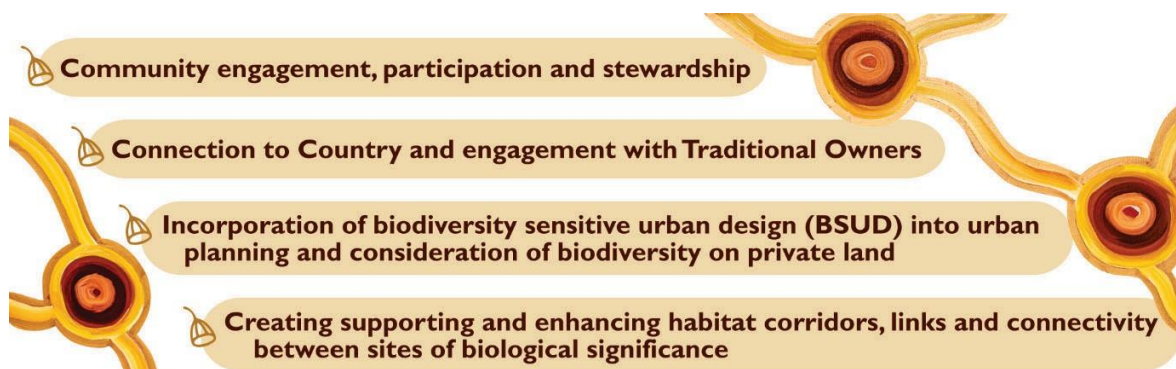 Community engagement, participation and stewardship
Connection to Country and engagement with Traditional Owners
Incorporation of biodiversity sensitive urban design (BSUD) into urban
planning and consideration of biodiversity on private land
Creating supporting and enhancing habitat corridors, links and connectivity
between sites of biological significance